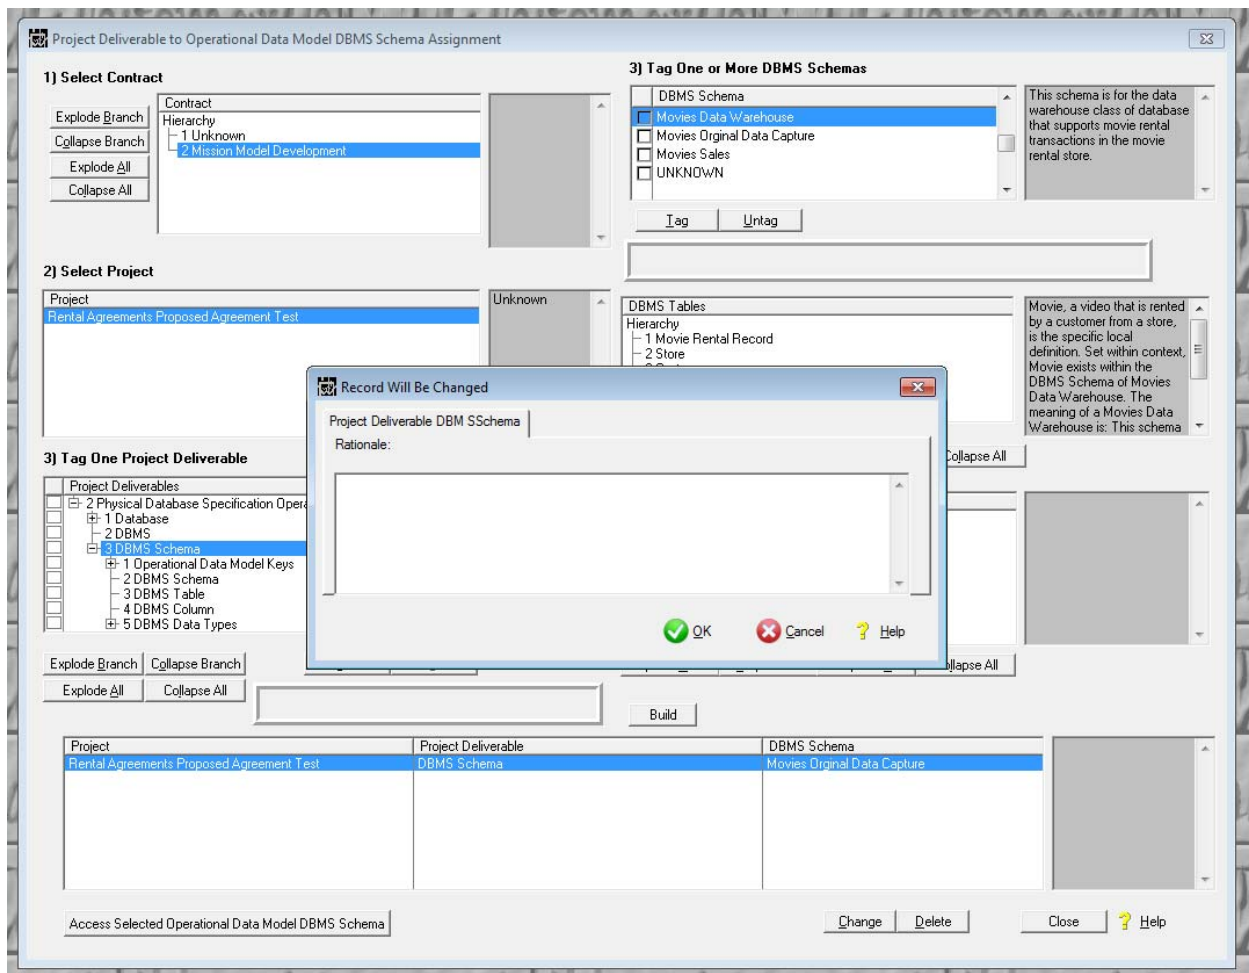 Project Deliverable to Operational Data Model DBMS Schema Assignment
1) Select Contract
Explode Branch
Collapse Branch
Explode All
Collapse All
Contract
Hierarchy
1 Unknown
2 Mission Model Development
3) Tag One or More DBMS Schemas
DBMS Schema
Movies Data Warehouse
Movies Orginal Data Capture
Movies Sales
UNKNOWN
This schema is for the data
warehouse class of database
that supports movie rental
transactions in the movie
rental store.
Tag Untag
2) Select Project
Project
Rental Agreements Proposed Agreement Test
Unknown
DBMS Tables
Hierarchy
1 Movie Rental Record
2 Store
Movie, a video that is rented
by a customer from a store,
is the specific local
definition. Set within context,
Movie exists within the
DBMS Schema of Movies
Data Warehouse. The
meaning of a Movies Data
Warehouse is: This schema
Record Will Be Changed
Project Deliverable DBM SSchema
Rationale:
OK Cancel Help
Collapse All
3) Tag One Project Deliverable
Project Deliverables
2 Physical Database Specification Opera
1 Database
2 DBMS
3 DBMS Schema
1 Operational Data Model Keys
2 DBMS Schema
3 DBMS Table
4 DBMS Column
5 DBMS Data Types
Explode Branch Collapse Branch
Explode All Collapse All
ollapse All
Build
Project Project Deliverable DBMS Schema
Rental Agreements Proposed Agreement Test DBMS Schema Movies Orginal Data Capture
Access Selected Operational Data Model DBMS Schema
Change Delete Close Help